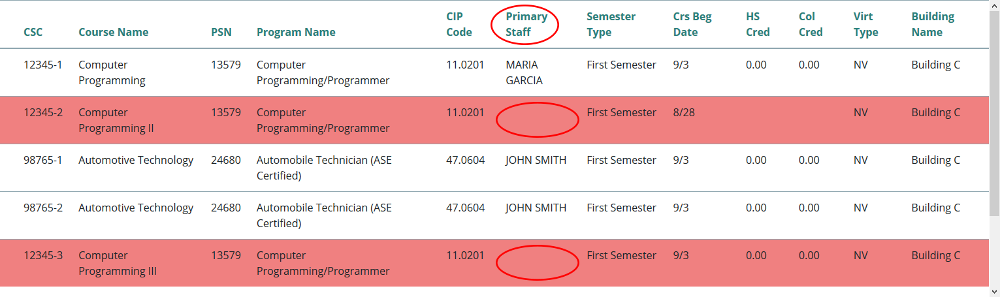 CSC Course Name PSN Program Name CIP Code Primary Staff Semester Type Crs Beg Date HS Cred Col Cred Virt Type Building Name
12345-1 Computer Programming 13579 Computer Programming/Programmer 11.0201 MARIA GARCIA First Semester 9/3 0.00 0.00 NV Building C
12345-2 Computer Programming II 13579 Computer Programming/Programmer 11.0201 First Semester 8/28 NV Building C
98765-1 Automotive Technology 24680 Automobile Technician (ASE Certified) 47.0604 JOHN SMITH First Semester 9/3 0.00 0.00 NV Building C
98765-2 Automotive Technology 24680 Automobile Technician (ASE Certified) 47.0604 JOHN SMITH First Semester 9/3 0.00 0.00 NV Building C
12345-3 Computer Programming III 13579 Computer Programming/Programmer 11.0201 First Semester 9/3 0.00 0.00 NV Building C